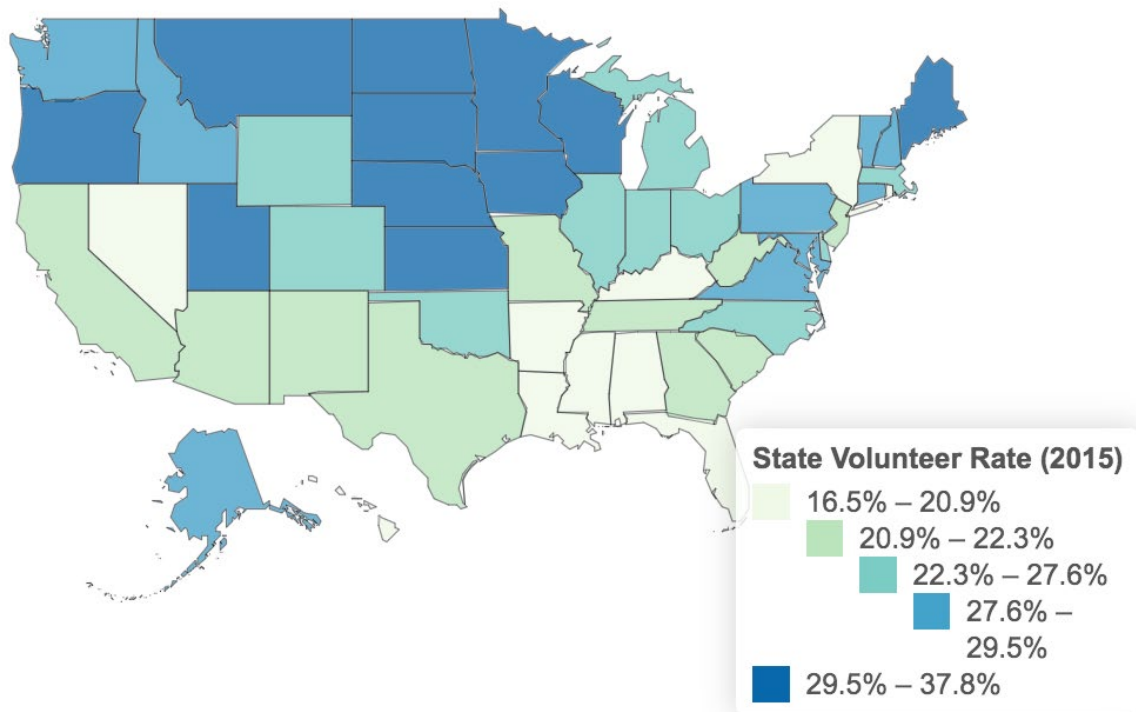 State Volunteer Rate (2015)
16.5% – 20.9%
20.9% – 22.3%
22.3% – 27.6%
27.6% –
29.5%
29.5% – 37.8%